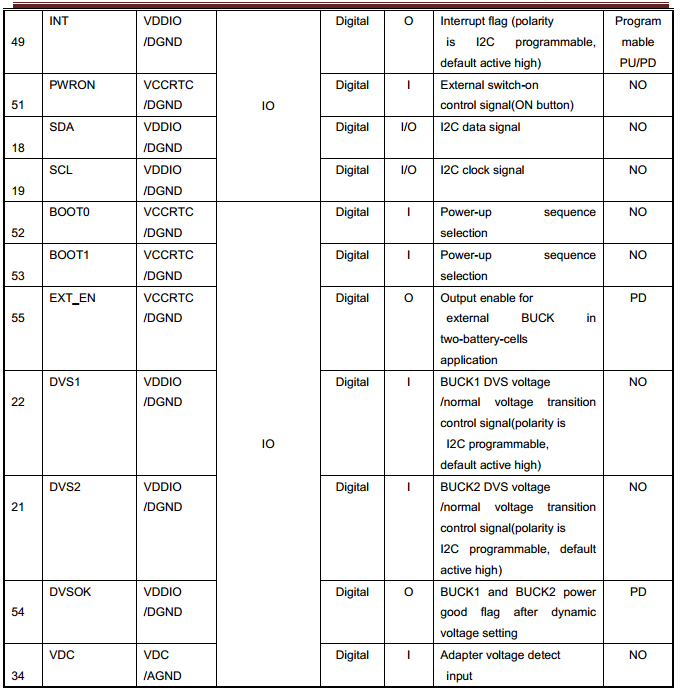 49 INT VDDIO Digital O Interrupt flag (polarity Program
/DGND is I2C programmable, mable
default active high) PU/PD
51 PWRON VCCRTC IO Digital I External switch-on NO
/DGND control signal(ON button)
18 SDA VDDIO Digital I/O I2C data signal NO
/DGND
19 SCL VDDIO Digital I/O I2C clock signal NO
/DGND
52 BOOT0 VCCRTC Digital I Power-up sequence NO
/DGND selection
53 BOOT1 VCCRTC Digital I Power-up sequence NO
/DGND selection
55 EXT_EN VCCRTC Digital O Output enable for PD
/DGND external BUCK in
two-battery-cells
application
22 DVS1 VDDIO Digital I BUCK1 DVS voltage NO
/DGND /normal voltage transition
control signal(polarity is
IO I2C programmable,
default active high)
21 DVS2 VDDIO Digital I BUCK2 DVS voltage NO
/DGND /normal voltage transition
control signal(polarity is
I2C programmable, default
active high)
54 DVSOK VDDIO Digital O BUCK1 and BUCK2 power PD
/DGND good flag after dynamic
voltage setting
34 VDC VDC Digital I Adapter voltage detect NO
/AGND input